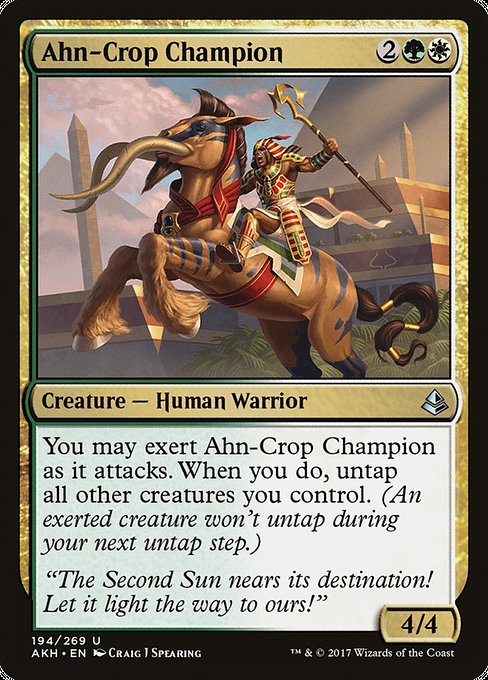 Ahn-Crop Champion 2
Creature — Human Warrior
You may exert Ahn-Crop Champion
as it attacks. When you do, untap
all other creatures you control. (An
exerted creature won't untap during
your next untap step.)
"The Second Sun nears its destination!
Let it light the way to ours!"
4/4
194/269 U
AKH • EN Craig J Spearing
™ & © 2017 Wizards of the Coast